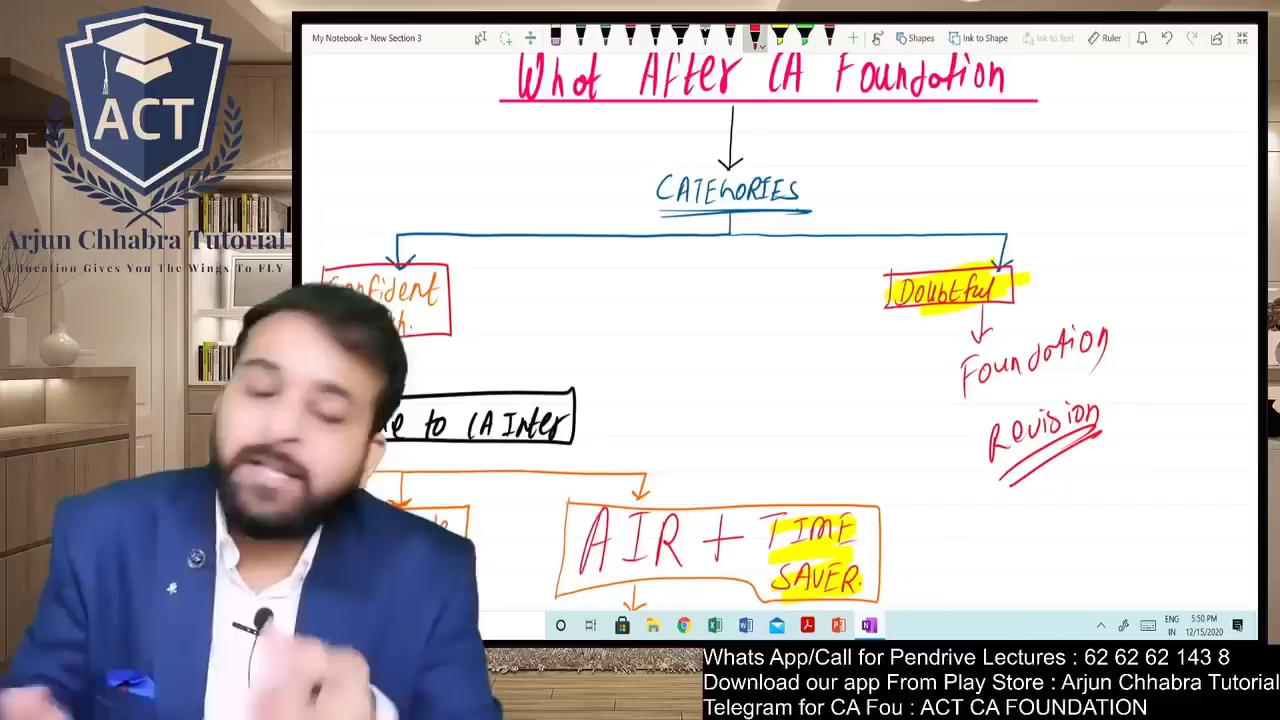 ACT
Arjun Chhabra Tutorial
Education Gives You The Wings To FLY
My Notebook » New Section 3
Shapes
Ink to Shape
Ink to Text
Ruler
What After CA Foundation
CATEGORIES
Confident
Doubtful
Foundation
Revision
to CA Inter
AIR + TIME
SAVER.
ENG
IN
5:50 PM
12/15/2020
Whats App/Call for Pendrive Lectures : 62 62 62 143 8
Download our app From Play Store : Arjun Chhabra Tutorial
Telegram for CA Fou : ACT CA FOUNDATION